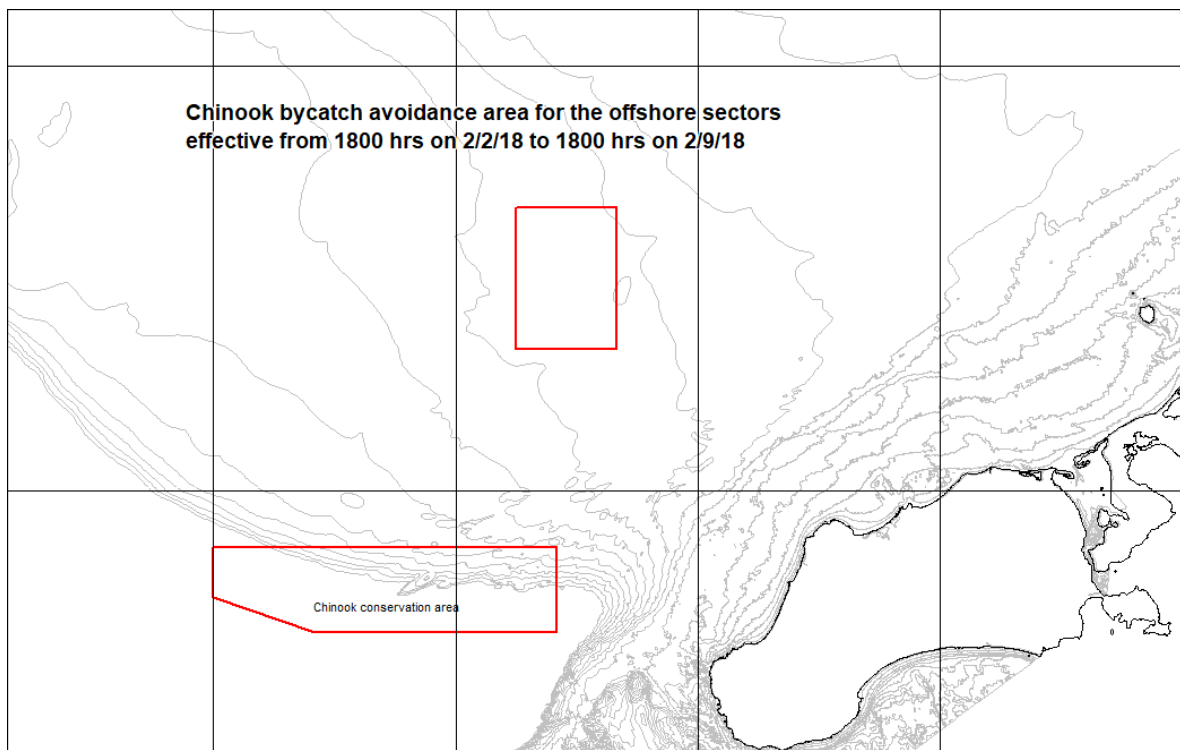 Chinook bycatch avoidance area for the offshore sectors
effective from 1800 hrs on 2/2/18 to 1800 hrs on 2/9/18
Chinook conservation area